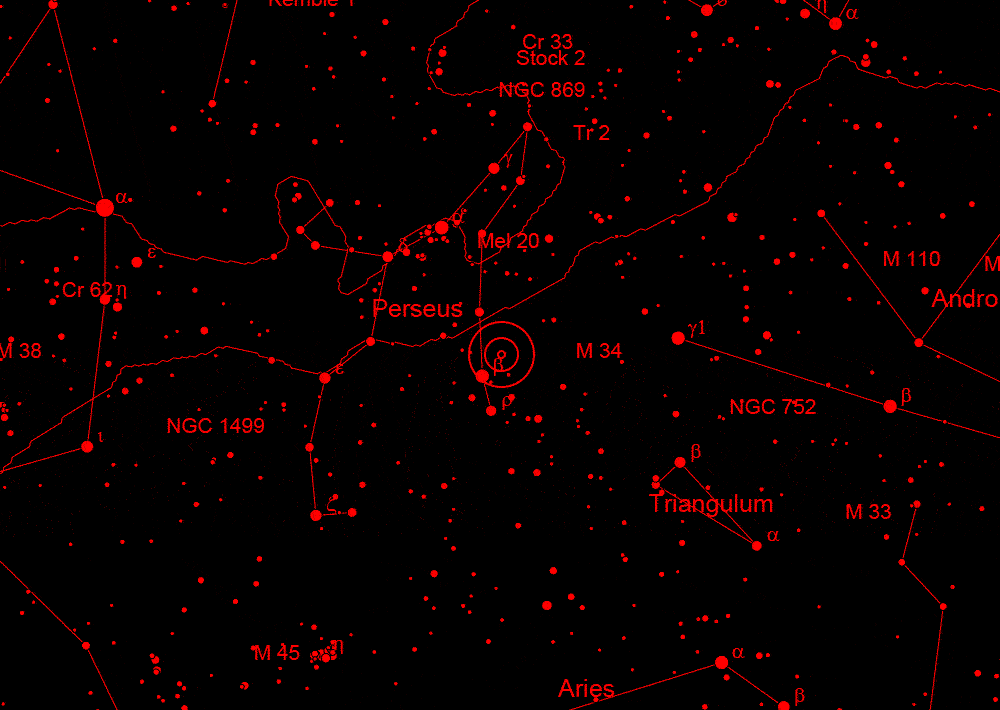 Kemble 1
η
α
Cr 33
Stock 2
NGC 869
Tr 2
γ
α
α
ε
δ
Mel 20
M 110
M
Cr 62 η
Andro
Perseus
γ1
M 38
M 34
β
ε
β
ρ
NGC 752
NGC 1499
ι
β
ζ
Triangulum
M 33
α
M 45 η
α
Aries
β